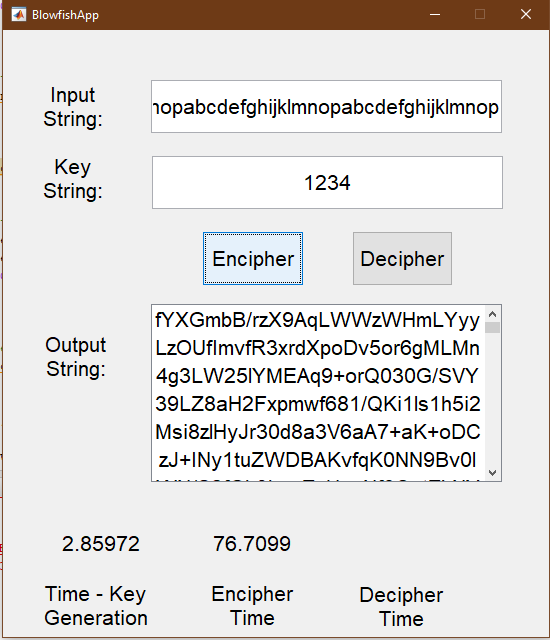 BlowfishApp
Input
String:
nopabcdefghijklmnopabcdefghijklmnop
Key
String:
1234
Encipher
Decipher
Output
String:
fYXGmbB/rzX9AqLWWzWHmLYyy
LzOUfImvfR3xrdXpoDv5or6gMLMn
4g3LW25lYMEAq9+orQ030G/SVY
39LZ8aH2Fxpmwf681/QKi1ls1h5i2
Msi8zlHyJr30d8a3V6aA7+aK+oDC
zJ+INy1tuZWDBAKvfqK0NN9Bv0l
2.85972
76.7099
Time - Key
Generation
Encipher
Time
Decipher
Time